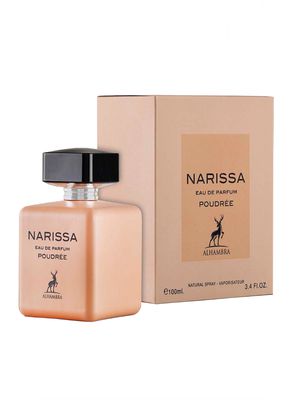 NARISSA
EAU DE PARFUM
POUDRÉE
ALHAMBRA
NARISSA
EAU DE PARFUM
POUDRÉE
ALHAMBRA
NATURAL SPRAY - VAPORISATEUR
℮100ml. 3.4 FL.OZ.